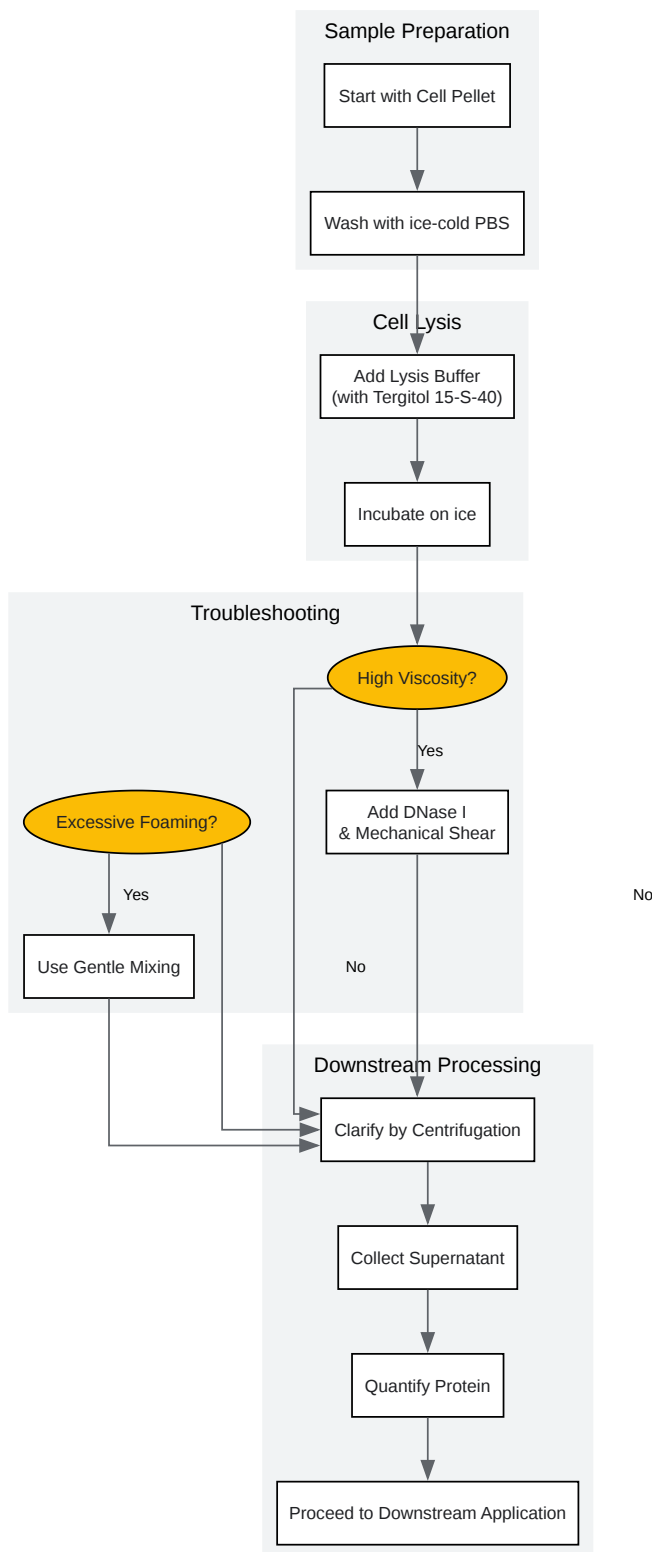 Sample Preparation
Start with Cell Pellet
Wash with ice-cold PBS
Cell Lysis
Add Lysis Buffer
(with Tergitol 15-S-40)
Incubate on ice
Troubleshooting
High Viscosity?
Yes
Add DNase I
& Mechanical Shear
Excessive Foaming?
Yes
No
Use Gentle Mixing
No
Downstream Processing
Clarify by Centrifugation
Collect Supernatant
Quantify Protein
Proceed to Downstream Application